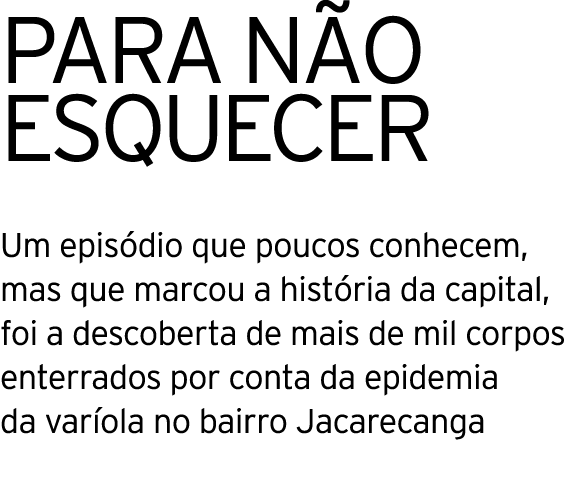 PARA NÃO
ESQUECER
Um episódio que poucos conhecem,
mas que marcou a história da capital,
foi a descoberta de mais de mil corpos
enterrados por conta da epidemia
da varíola no bairro Jacarecanga